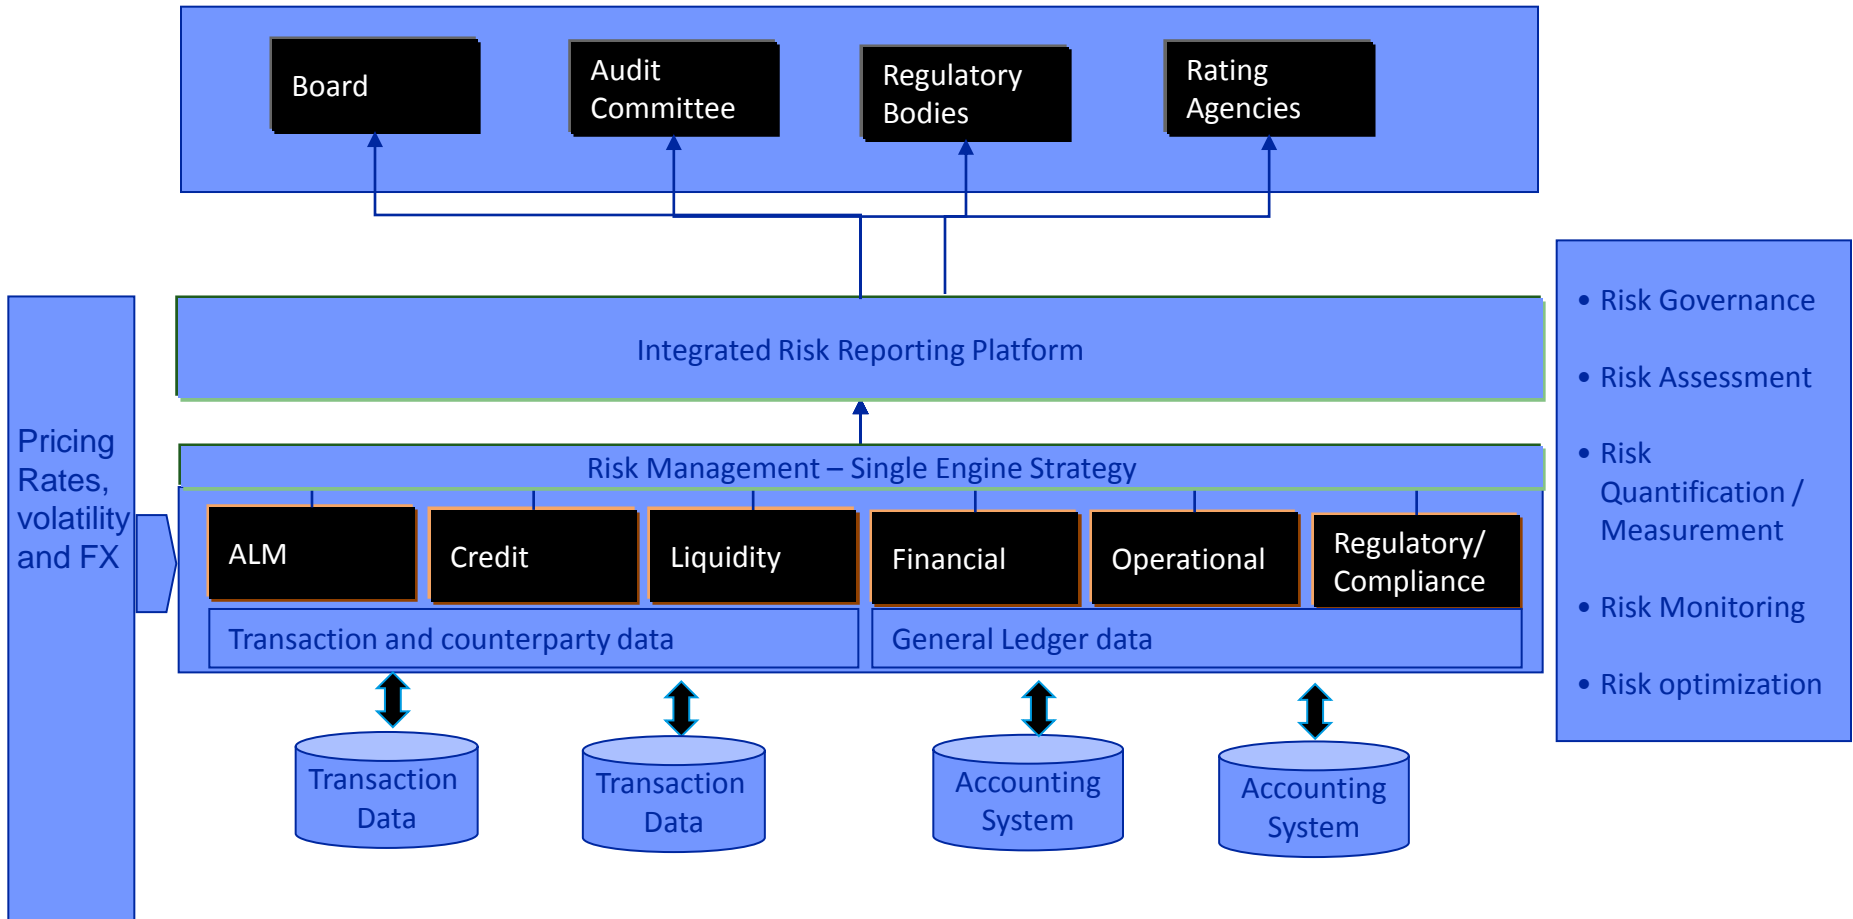 Board
Audit
Committee
Regulatory
Bodies
Rating
Agencies
Integrated Risk Reporting Platform
Pricing
Rates,
volatility
and FX
Risk Management – Single Engine Strategy
ALM
Credit
Liquidity
Financial
Operational
Regulatory/
Compliance
Transaction and counterparty data
General Ledger data
Transaction
Data
Transaction
Data
Accounting
System
Accounting
System
• Risk Governance
• Risk Assessment
• Risk
Quantification /
Measurement
• Risk Monitoring
• Risk optimization